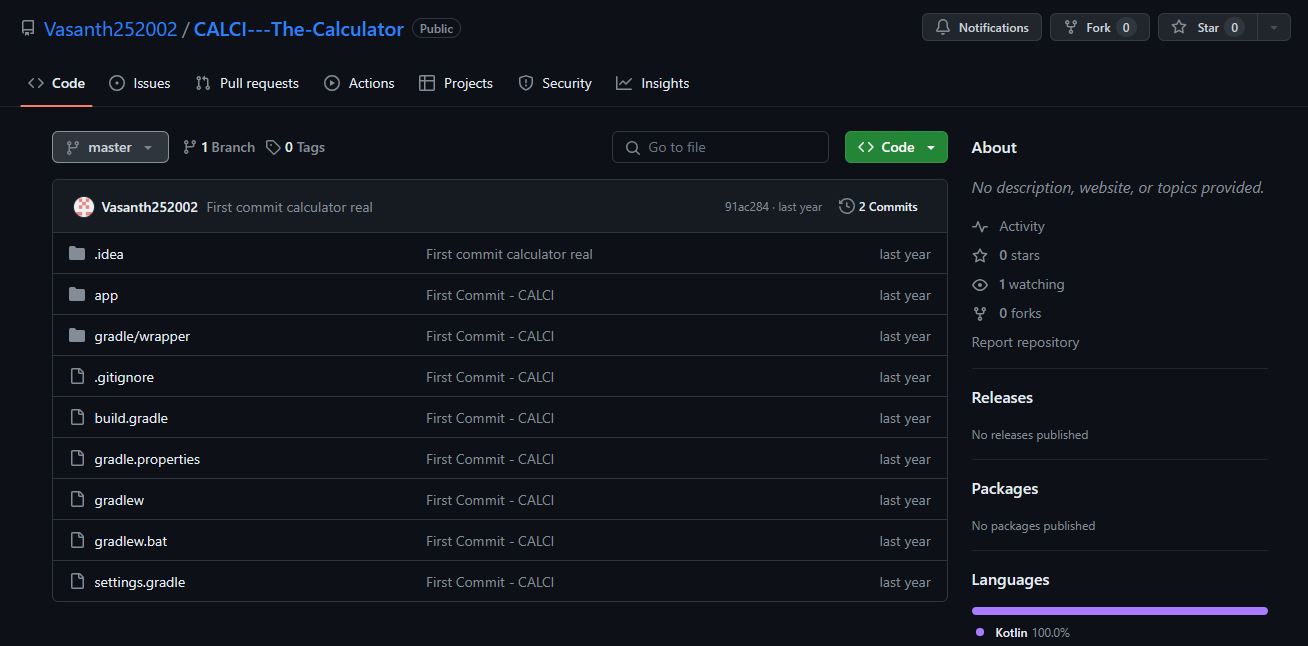 Vasanth252002 / CALCI---The-Calculator Public Notifications Fork 0 Star 0
Code Issues Pull requests Actions Projects Security Insights
master 1 Branch 0 Tags Go to file Code
Vasanth252002 First commit calculator real 91ac284 · last year 2 Commits
.idea First commit calculator real last year
app First Commit - CALCI last year
gradle/wrapper First Commit - CALCI last year
.gitignore First Commit - CALCI last year
build.gradle First Commit - CALCI last year
gradle.properties First Commit - CALCI last year
gradlew First Commit - CALCI last year
gradlew.bat First Commit - CALCI last year
settings.gradle First Commit - CALCI last year
About
No description, website, or topics provided.
Activity
0 stars
1 watching
0 forks
Report repository
Releases
No releases published
Packages
No packages published
Languages
Kotlin 100.0%